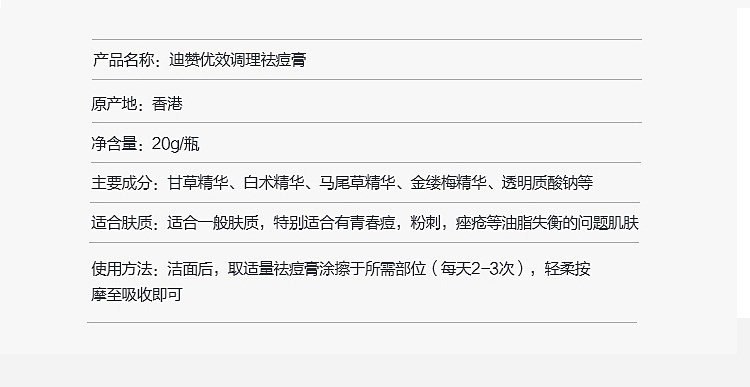 产品名称：迪赞优效调理祛痘膏
原产地：香港
净含量：20g/瓶
主要成分：甘草精华、白术精华、马尾草精华、金缕梅精华、透明质酸钠等
适合肤质：适合一般肤质，特别适合有青春痘，粉刺，痤疮等油脂失衡的问题肌肤
使用方法：洁面后，取适量祛痘膏涂擦于所需部位（每天2-3次），轻柔按
摩至吸收即可